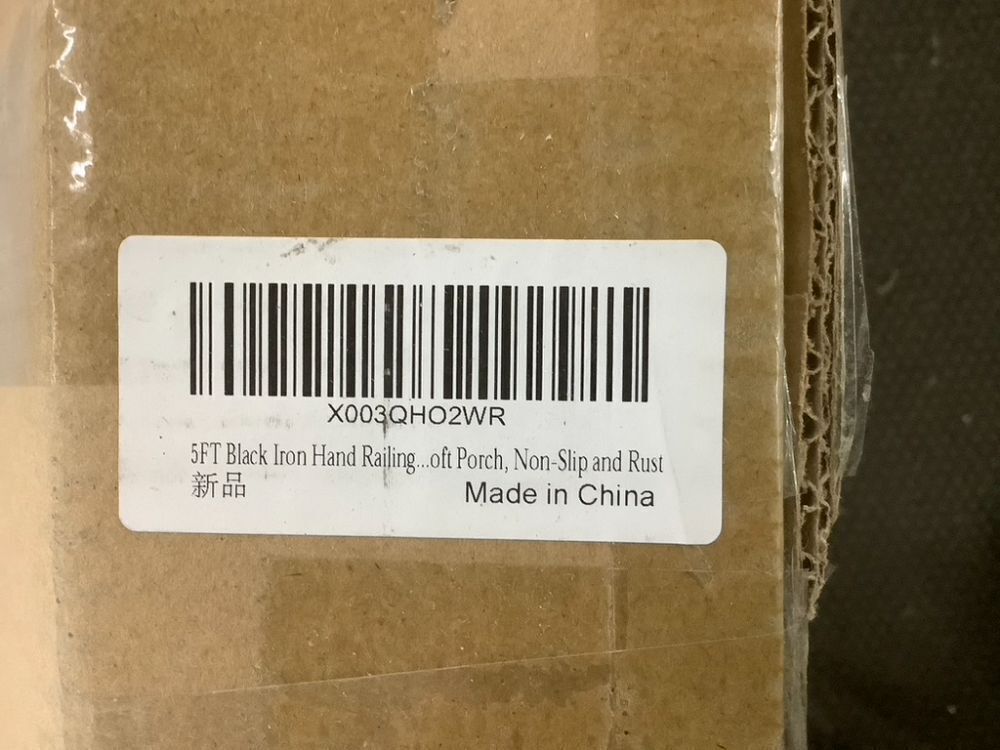 X003QHO2WR
5FT Black Iron Hand Railing...oft Porch, Non-Slip and Rust
新品
Made in China